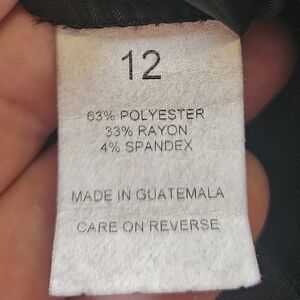 12
63% POLYESTER
33% RAYON
4% SPANDEX
MADE IN GUATEMALA
CARE ON REVERSE